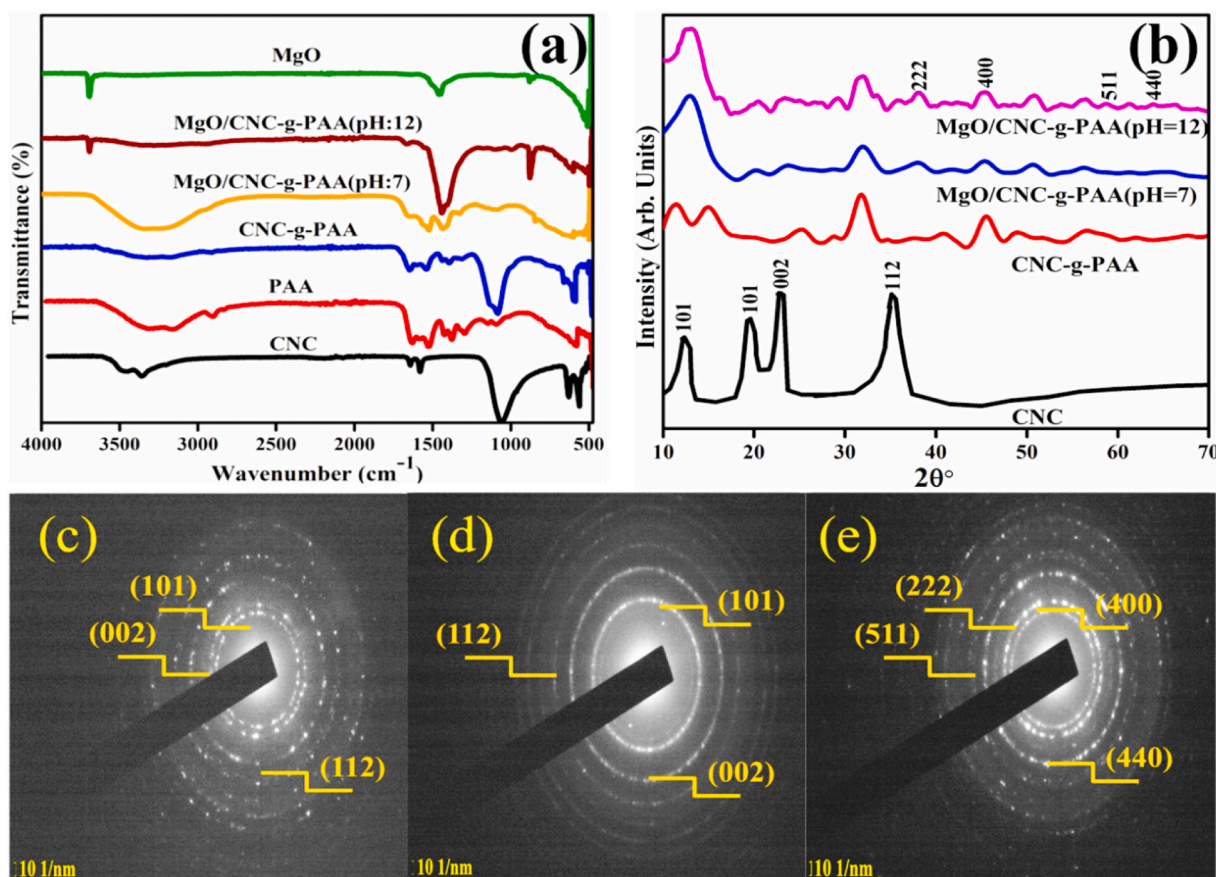 (a)
MgO
MgO/CNC-g-PAA(pH:12)
MgO/CNC-g-PAA(pH:7)
CNC-g-PAA
PAA
CNC
Transmittance (%)
4000 3500 3000 2500 2000 1500 1000 500
Wavenumber (cm⁻¹)
(b)
222 400 511 440
MgO/CNC-g-PAA(pH=12)
MgO/CNC-g-PAA(pH=7)
CNC-g-PAA
101 101 002 112
CNC
Intensity (Arb. Units)
10 20 30 40 50 60 70
2θ°
(c)
(101)
(002)
(112)
10 1/nm
(d)
(101)
(112)
(002)
10 1/nm
(e)
(222)
(400)
(511)
(440)
10 1/nm